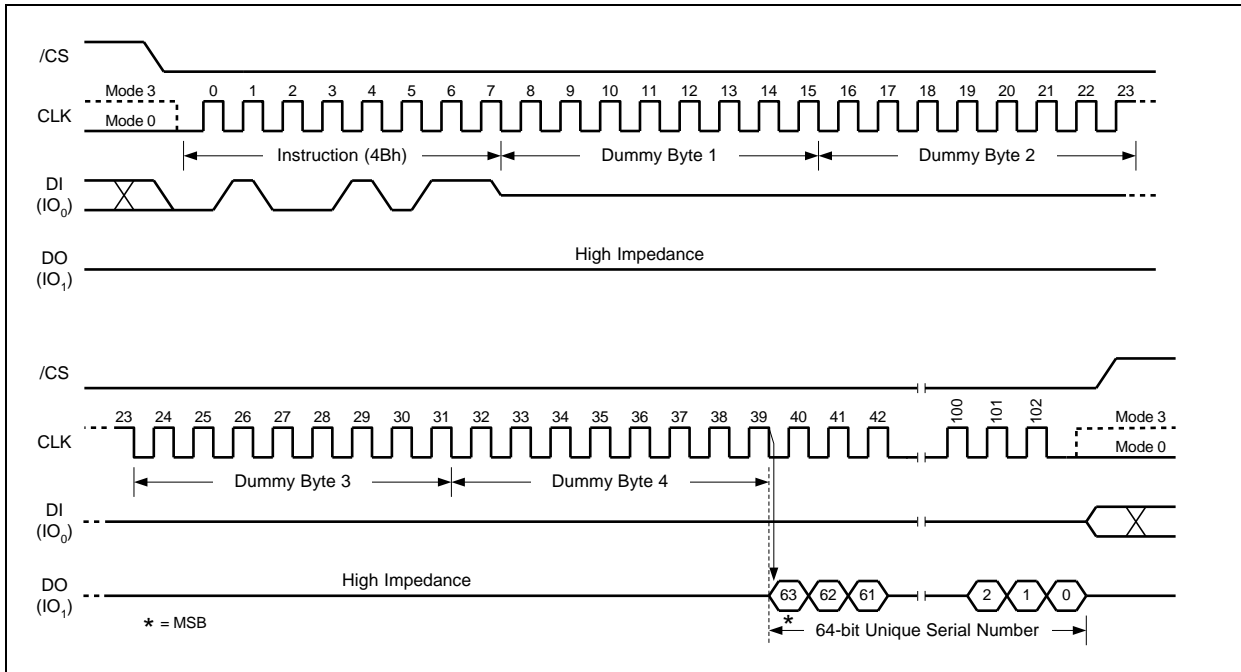 /CS
Mode 3
0 1 2 3 4 5 6 7 8 9 10 11 12 13 14 15 16 17 18 19 20 21 22 23
CLK
Mode 0
Instruction (4Bh) Dummy Byte 1 Dummy Byte 2
DI
(IO₀)
DO
(IO₁)
High Impedance
/CS
23 24 25 26 27 28 29 30 31 32 33 34 35 36 37 38 39 40 41 42 100 101 102
Mode 3
CLK
Mode 0
Dummy Byte 3 Dummy Byte 4
DI
(IO₀)
DO
(IO₁)
High Impedance
63 62 61 2 1 0
* = MSB
*
64-bit Unique Serial Number